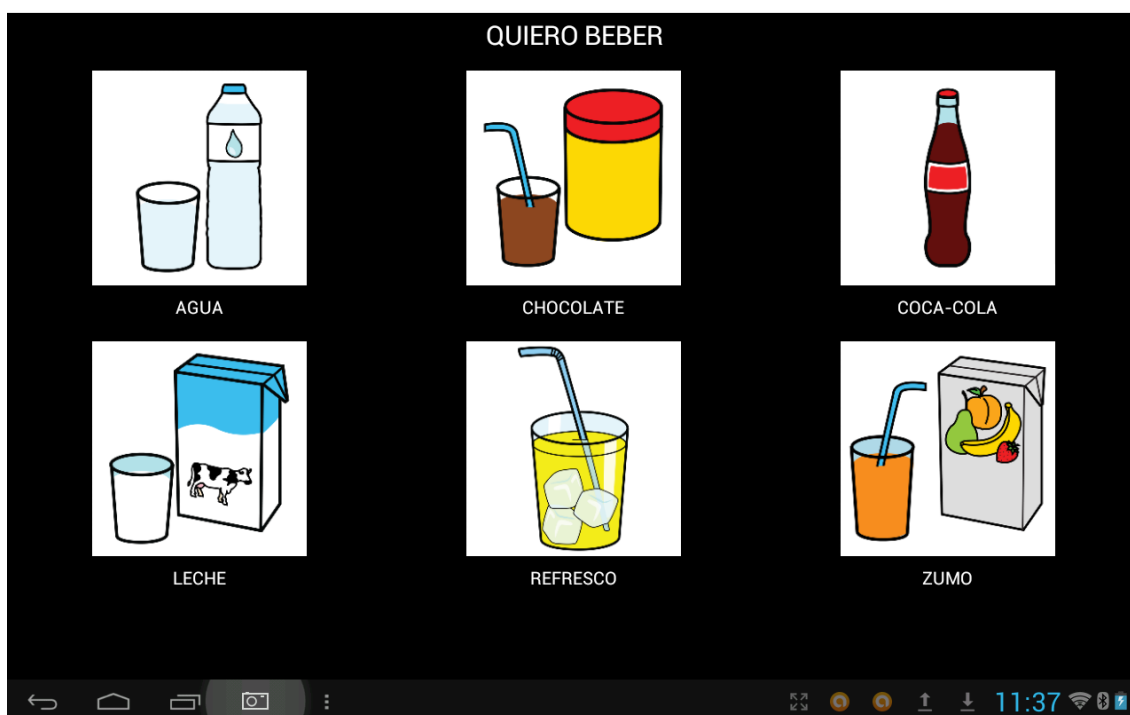 QUIERO BEBER
AGUA
CHOCOLATE
COCA-COLA
LECHE
REFRESCO
ZUMO
11:37